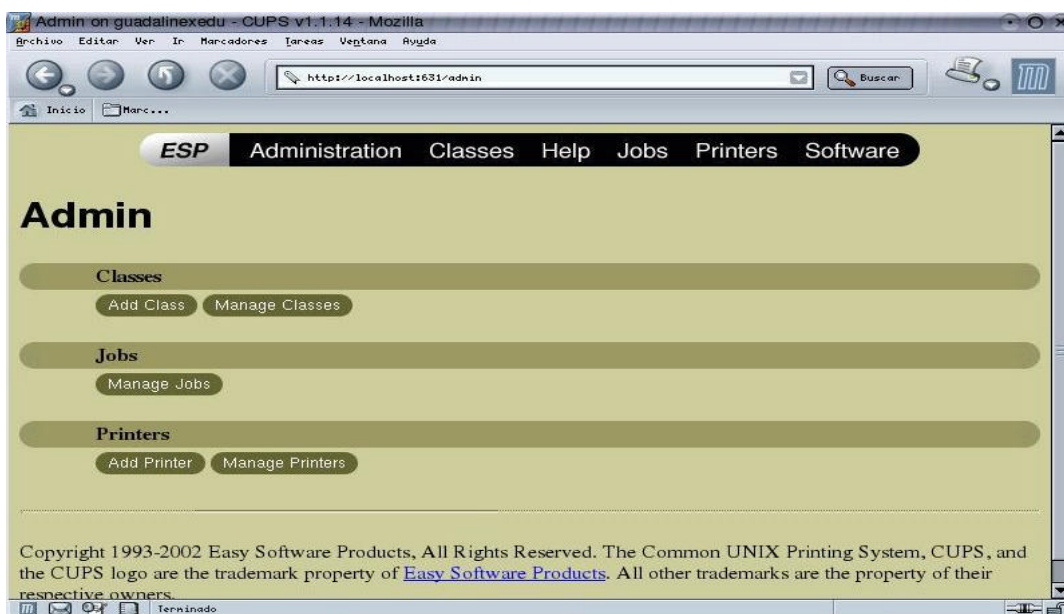 Admin on guadalinexedu - CUPS v1.1.14 - Mozilla
Archivo Editar Ver Ir Marcadores Tareas Ventana Ayuda
http://localhost:631/admin
Buscar
Inicio Marc...
ESP Administration Classes Help Jobs Printers Software
Admin
Classes
Add Class Manage Classes
Jobs
Manage Jobs
Printers
Add Printer Manage Printers
Copyright 1993-2002 Easy Software Products, All Rights Reserved. The Common UNIX Printing System, CUPS, and
the CUPS logo are the trademark property of Easy Software Products. All other trademarks are the property of their
respective owners.
Terminado